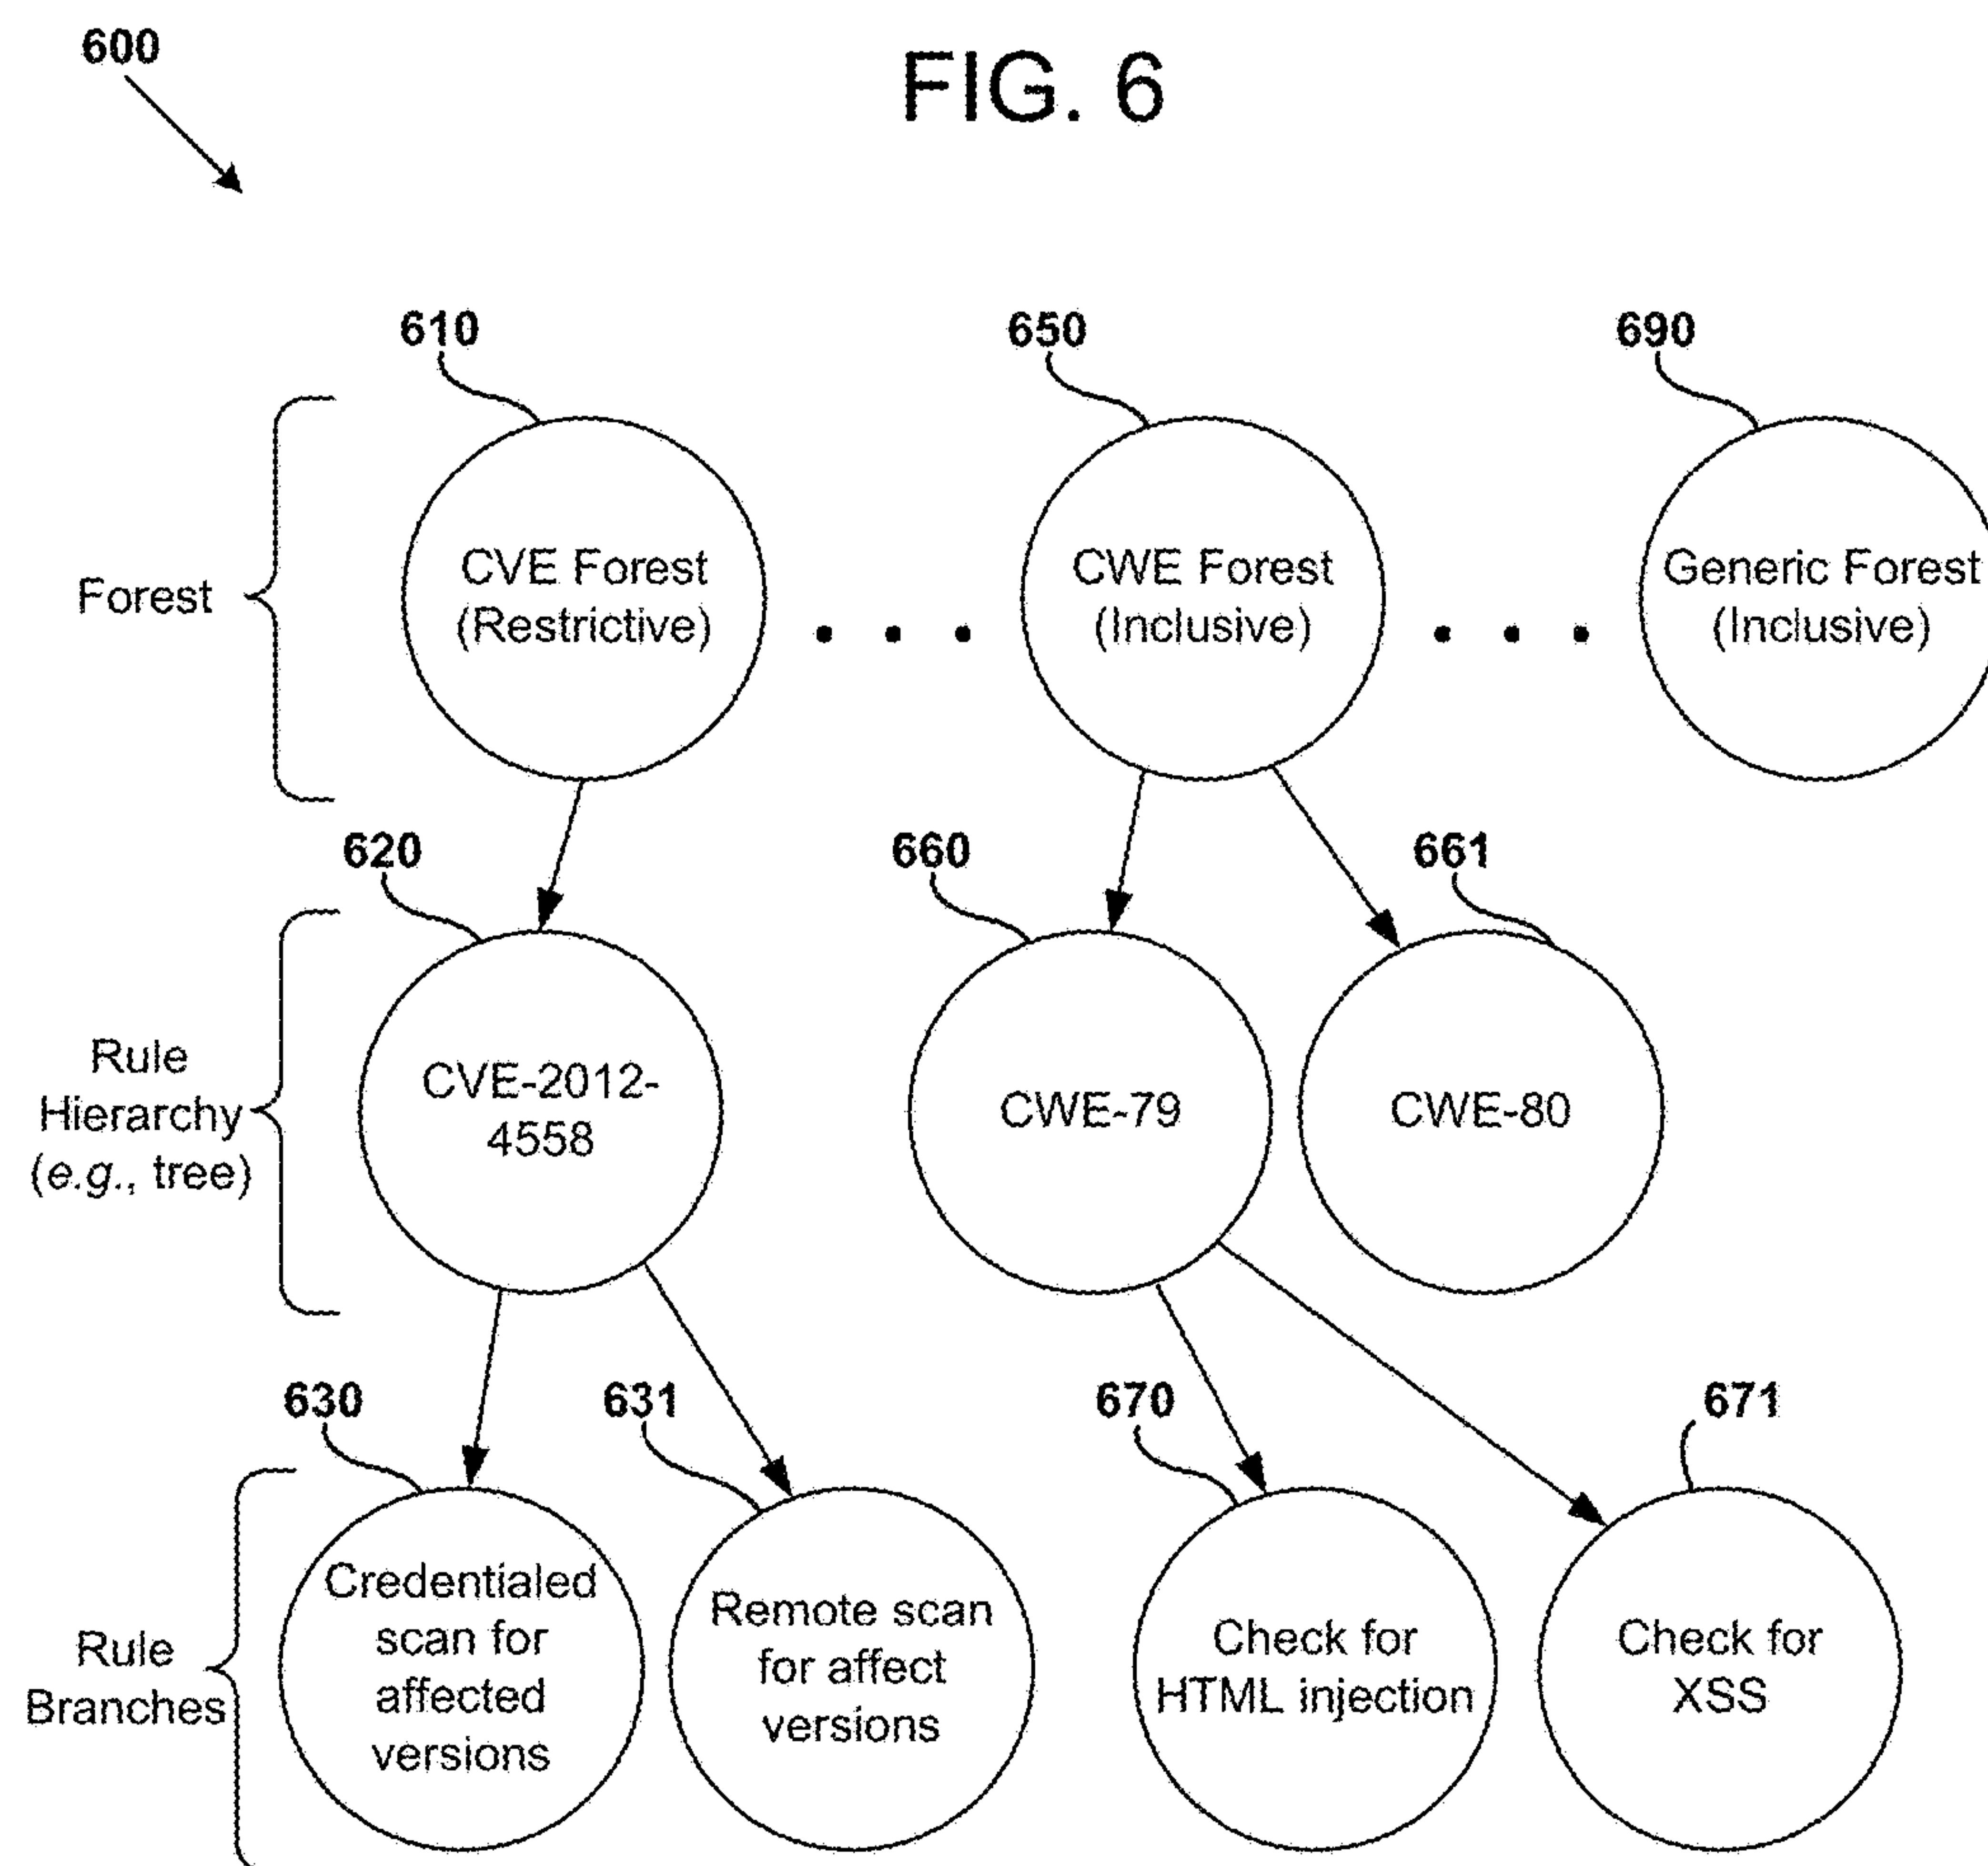 600
FIG. 6
610
650
690
Forest
CVE Forest
(Restrictive)
CWE Forest
(Inclusive)
Generic Forest
(Inclusive)
620
660
661
Rule
Hierarchy
(e.g., tree)
CVE-2012-
4558
CWE-79
CWE-80
630
631
670
671
Rule
Branches
Credentialed
scan for
affected
versions
Remote scan
for affect
versions
Check for
HTML injection
Check for
XSS